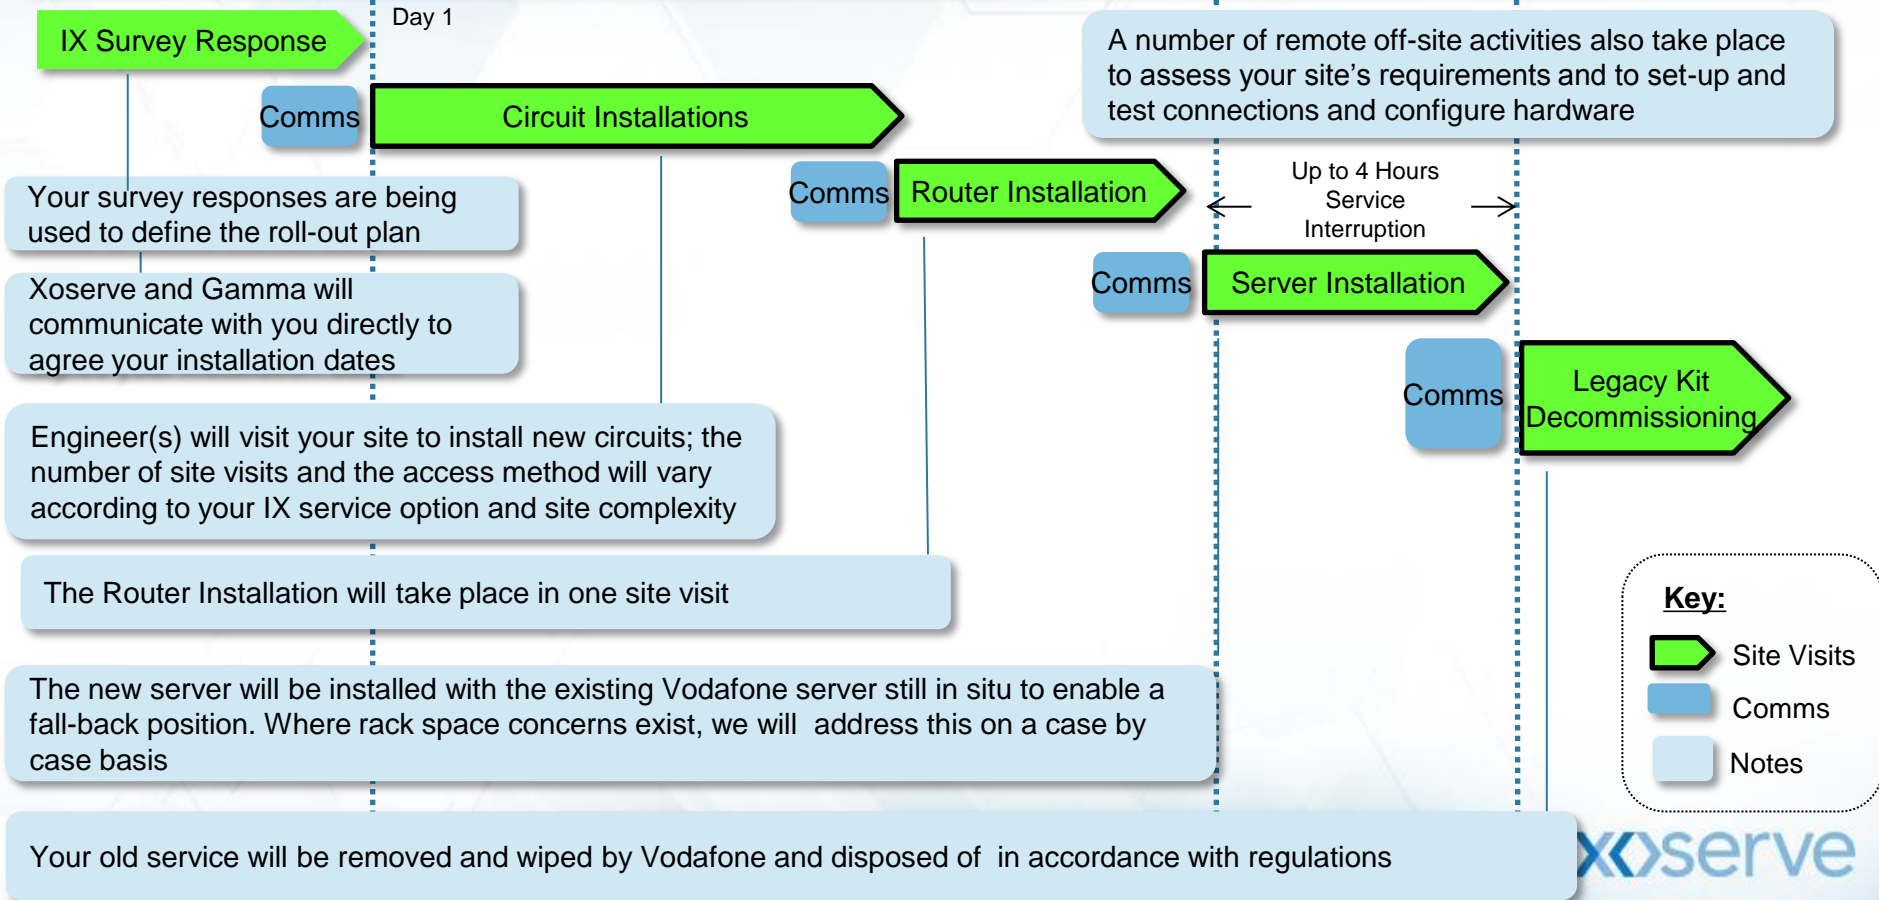 Day 1
IX Survey Response
A number of remote off-site activities also take place
to assess your site's requirements and to set-up and
test connections and configure hardware
Comms
Circuit Installations
Comms
Router Installation
Up to 4 Hours
Service
Interruption
Your survey responses are being
used to define the roll-out plan
Comms
Server Installation
Xoserve and Gamma will
communicate with you directly to
agree your installation dates
Comms
Legacy Kit
Decommissioning
Engineer(s) will visit your site to install new circuits; the
number of site visits and the access method will vary
according to your IX service option and site complexity
The Router Installation will take place in one site visit
Key:
Site Visits
Comms
Notes
The new server will be installed with the existing Vodafone server still in situ to enable a
fall-back position. Where rack space concerns exist, we will  address this on a case by
case basis
Your old service will be removed and wiped by Vodafone and disposed of  in accordance with regulations
xoserve